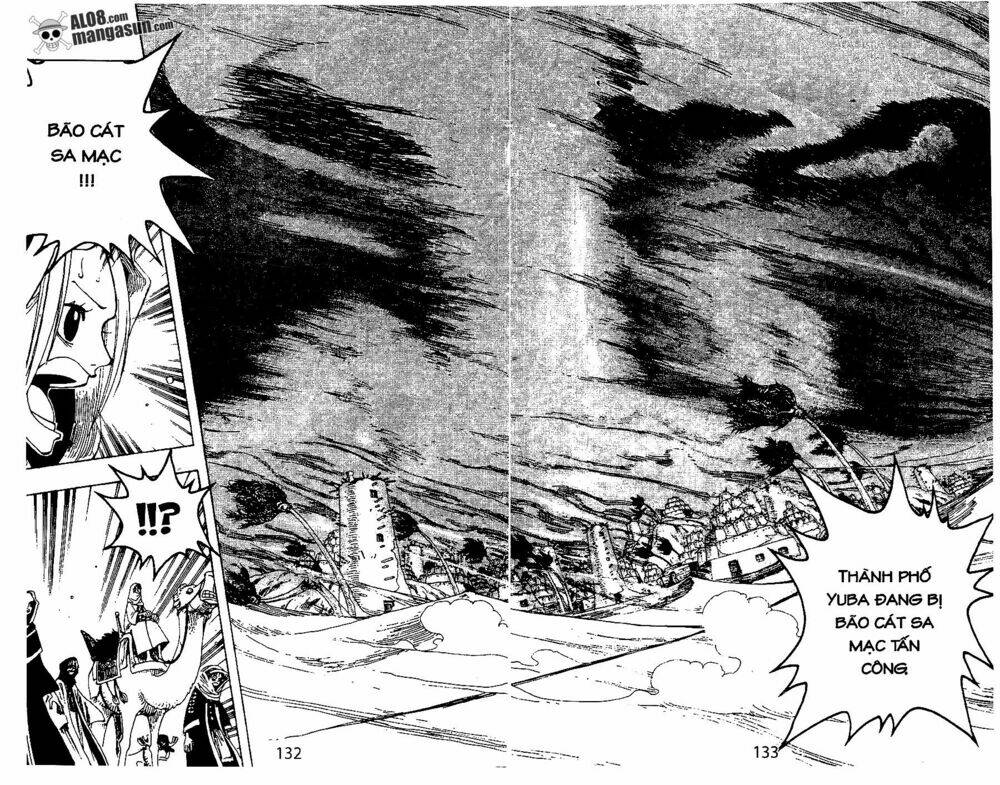 AL08.com
mangasun.com
BÃO CÁT
SA MẠC
!!!
!!?
THÀNH PHỐ
YUBA ĐANG BỊ
BÃO CÁT SA
MẠC TẤN
CÔNG.
132
133